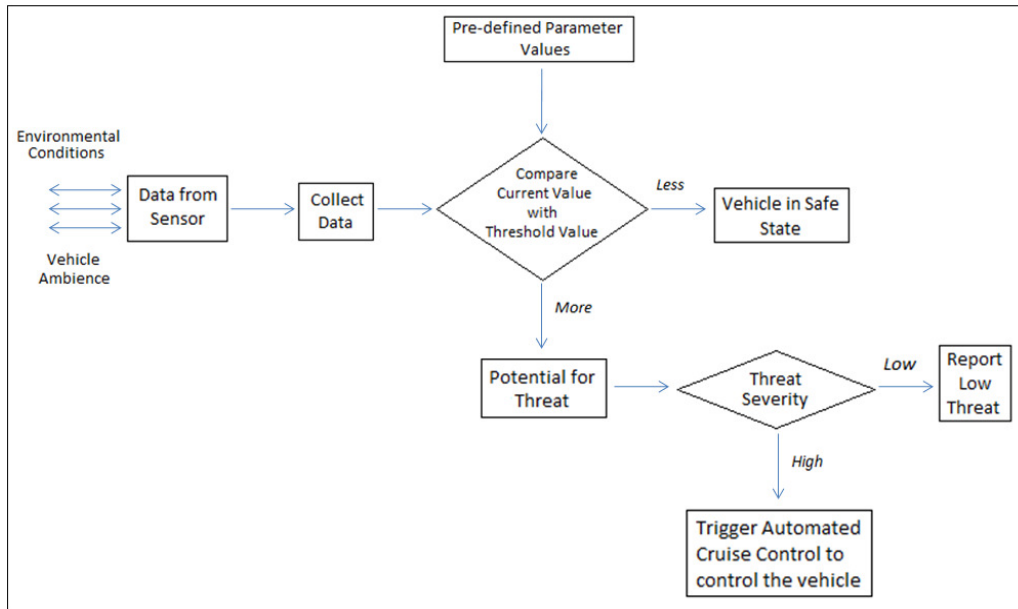 Pre-defined Parameter
Values
Environmental
Conditions
Data from
Sensor
Collect
Data
Compare
Current Value
with
Threshold Value
Less
Vehicle in Safe
State
Vehicle
Ambience
More
Potential for
Threat
Threat
Severity
Low
Report
Low
Threat
High
Trigger Automated
Cruise Control to
control the vehicle